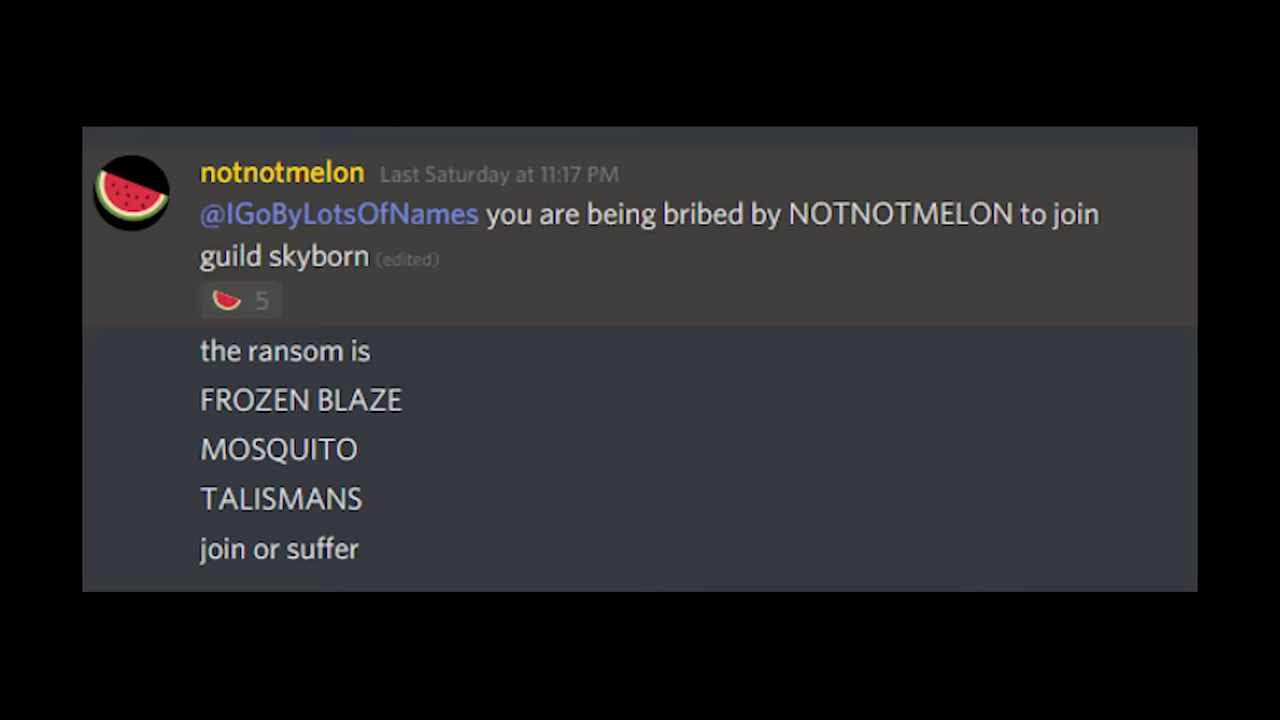 notnotmelon Last Saturday at 11:17 PM
@IGoByLotsOfNames you are being bribed by NOTNOTMELON to join
guild skyborn (edited)
5
the ransom is
FROZEN BLAZE
MOSQUITO
TALISMANS
join or suffer